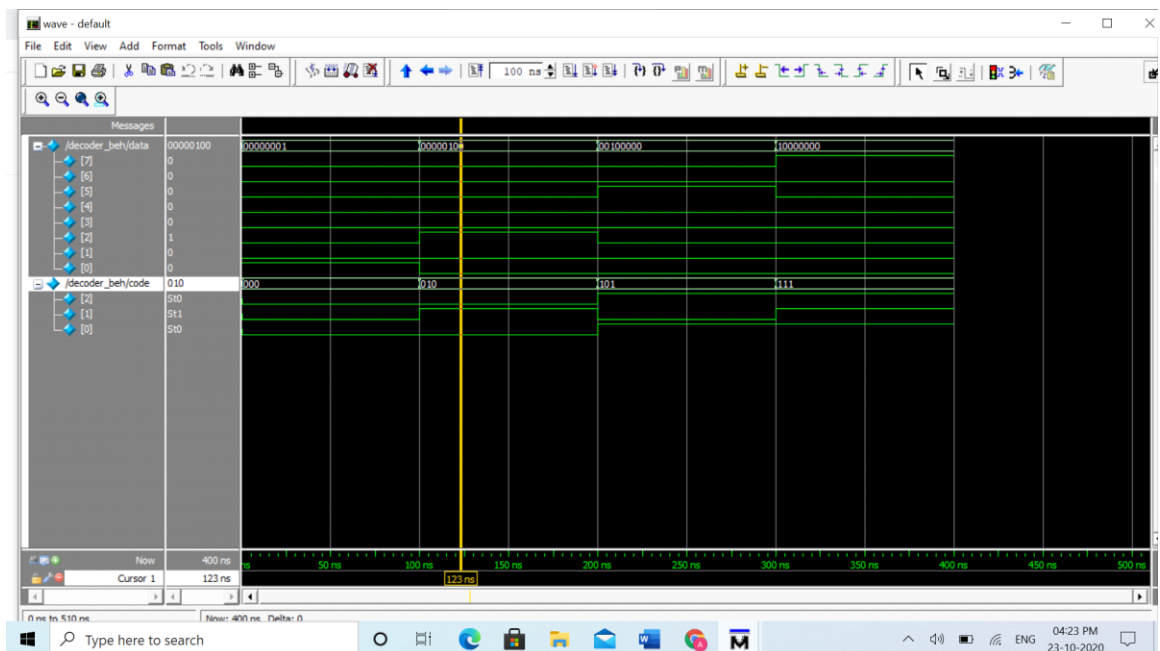 wave - default
File Edit View Add Format Tools Window
100 ns
Messages
/decoder_beh/data 00000100 00000001 0000010 00100000 10000000
[7] 0
[6] 0
[5] 0
[4] 0
[3] 0
[2] 1
[1] 0
[0] 0
/decoder_beh/code 010 000 010 101 111
[2] St0
[1] St1
[0] St0
Now 400 ns ns 50 ns 100 ns 150 ns 200 ns 250 ns 300 ns 350 ns 400 ns 450 ns 500 ns
Cursor 1 123 ns 123 ns
0 ns to 510 ns Now: 400 ns Delta: 0
Type here to search W A M ENG 04:23 PM
23-10-2020